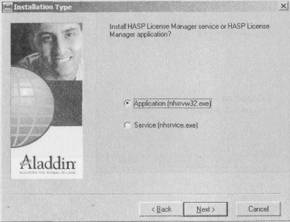 Installation Type
Install HASP License Manager service or HASP License
Manager application?
Application (nhsrvw32.exe)
Service (nhsrvice.exe)
Aladdin
< Back
Next >
Cancel